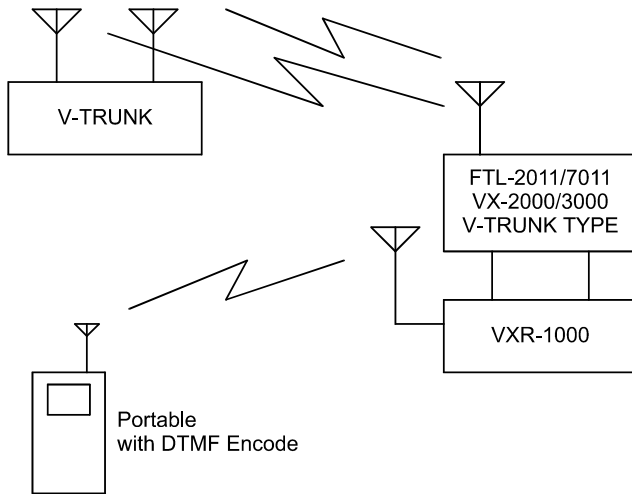 V-TRUNK
FTL-2011/7011
VX-2000/3000
V-TRUNK TYPE
VXR-1000
Portable
with DTMF Encode